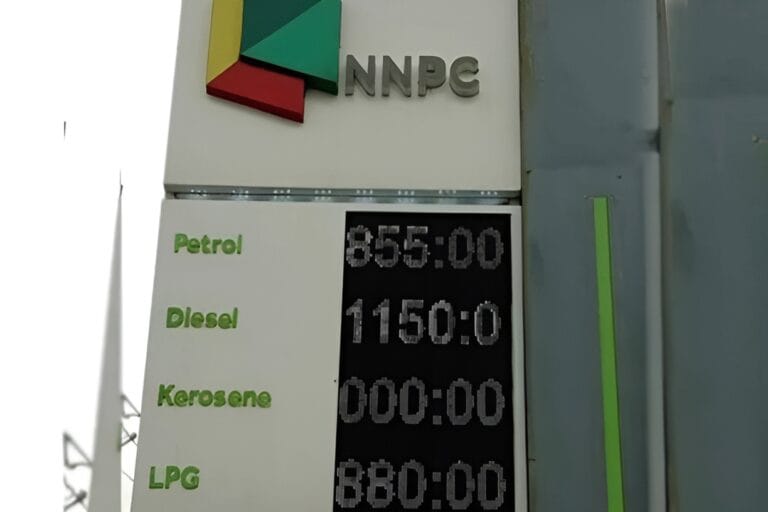 NNPC
Petrol 855:00
Diesel 1150:0
Kerosene 000:00
LPG 880:00